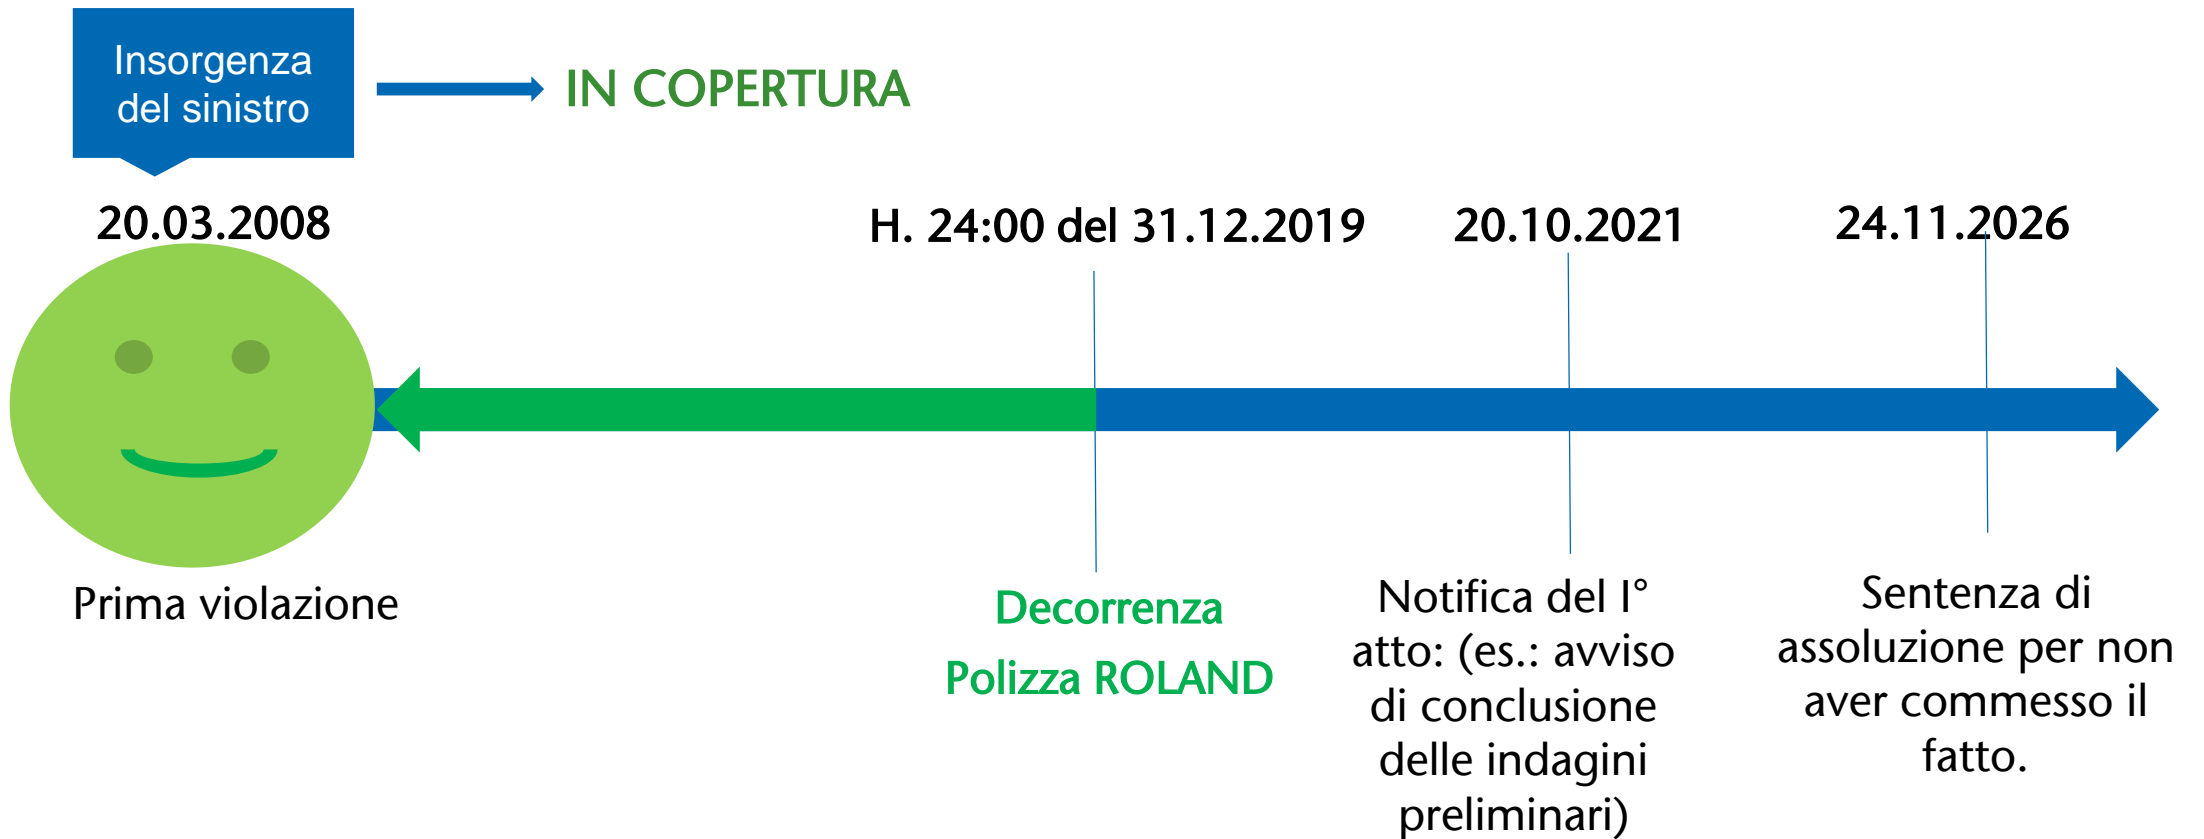 Insorgenza
del sinistro
IN COPERTURA
20.03.2008
H. 24:00 del 31.12.2019
20.10.2021
24.11.2026
Prima violazione
Decorrenza
Polizza ROLAND
Notifica del I°
atto: (es.: avviso
di conclusione
delle indagini
preliminari)
Sentenza di
assoluzione per non
aver commesso il
fatto.